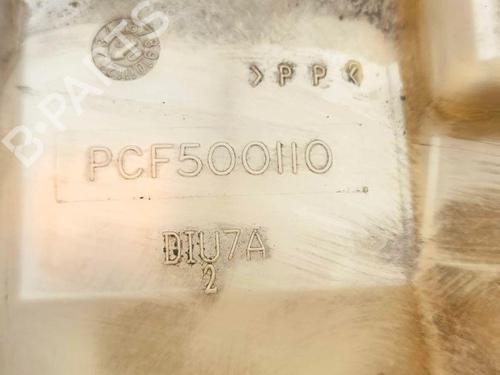 B-PARTS
>PP<
PCF500110
DIU7A
2